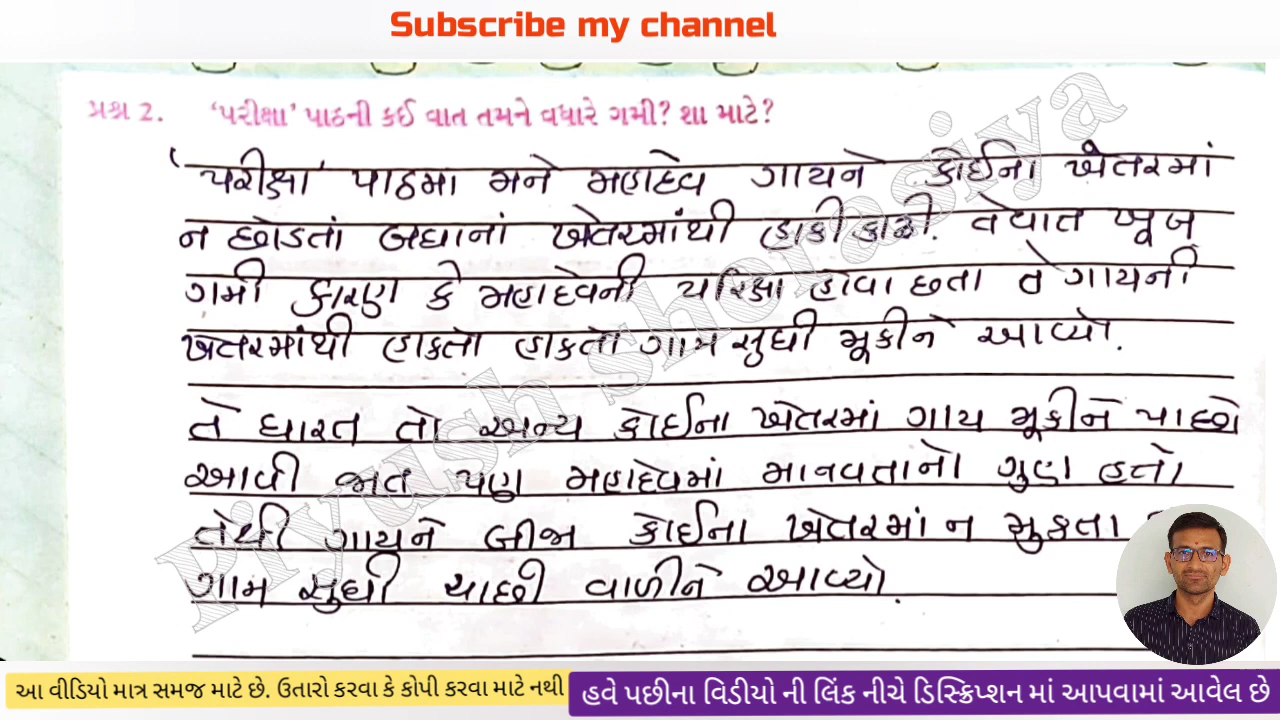 Subscribe my channel
પ્રશ્ન 2. 'પરીક્ષા' પાઠની કઈ વાત તમને વધારે ગમી? શા માટે?
'પરીક્ષા' પાઠમા મને મહાદેવ ગાયને કોઈના ખેતરમાં
ન છોડતાં બધાનાં ખેતરમાંથી હાકી કાઢી. તે વાત ખૂબ
ગમી કારણ કે મહાદેવની પરિક્ષા હોવા છતા તે ગાયની
ખેતરમાંથી હાકતો હાકતો ગામ સુધી મૂકીને આવ્યો.
તે ધારત તો અન્ય કોઈના ખેતરમાં ગાય મૂકીને પાછો
આવી જાત પણ મહાદેવમાં માનવતાનો ગુણ હતો
તેથી ગાયને બીજા કોઈના ખેતરમાં ન મુકતા
ગામ સુધી પાછી વાળીને આવ્યો.
Piyush sherasiya
આ વીડિયો માત્ર સમજ માટે છે. ઉતારો કરવા કે કોપી કરવા માટે નથી
હવે પછીના વિડીયો ની લિંક નીચે ડિસ્ક્રિપ્શન માં આપવામાં આવેલ છે